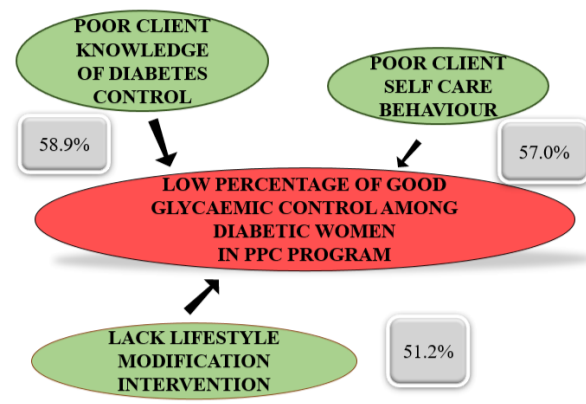 POOR CLIENT
KNOWLEDGE
OF DIABETES
CONTROL
POOR CLIENT
SELF CARE
BEHAVIOUR
58.9%
57.0%
LOW PERCENTAGE OF GOOD
GLYCAEMIC CONTROL AMONG
DIABETIC WOMEN
IN PPC PROGRAM
LACK LIFESTYLE
MODIFICATION
INTERVENTION
51.2%